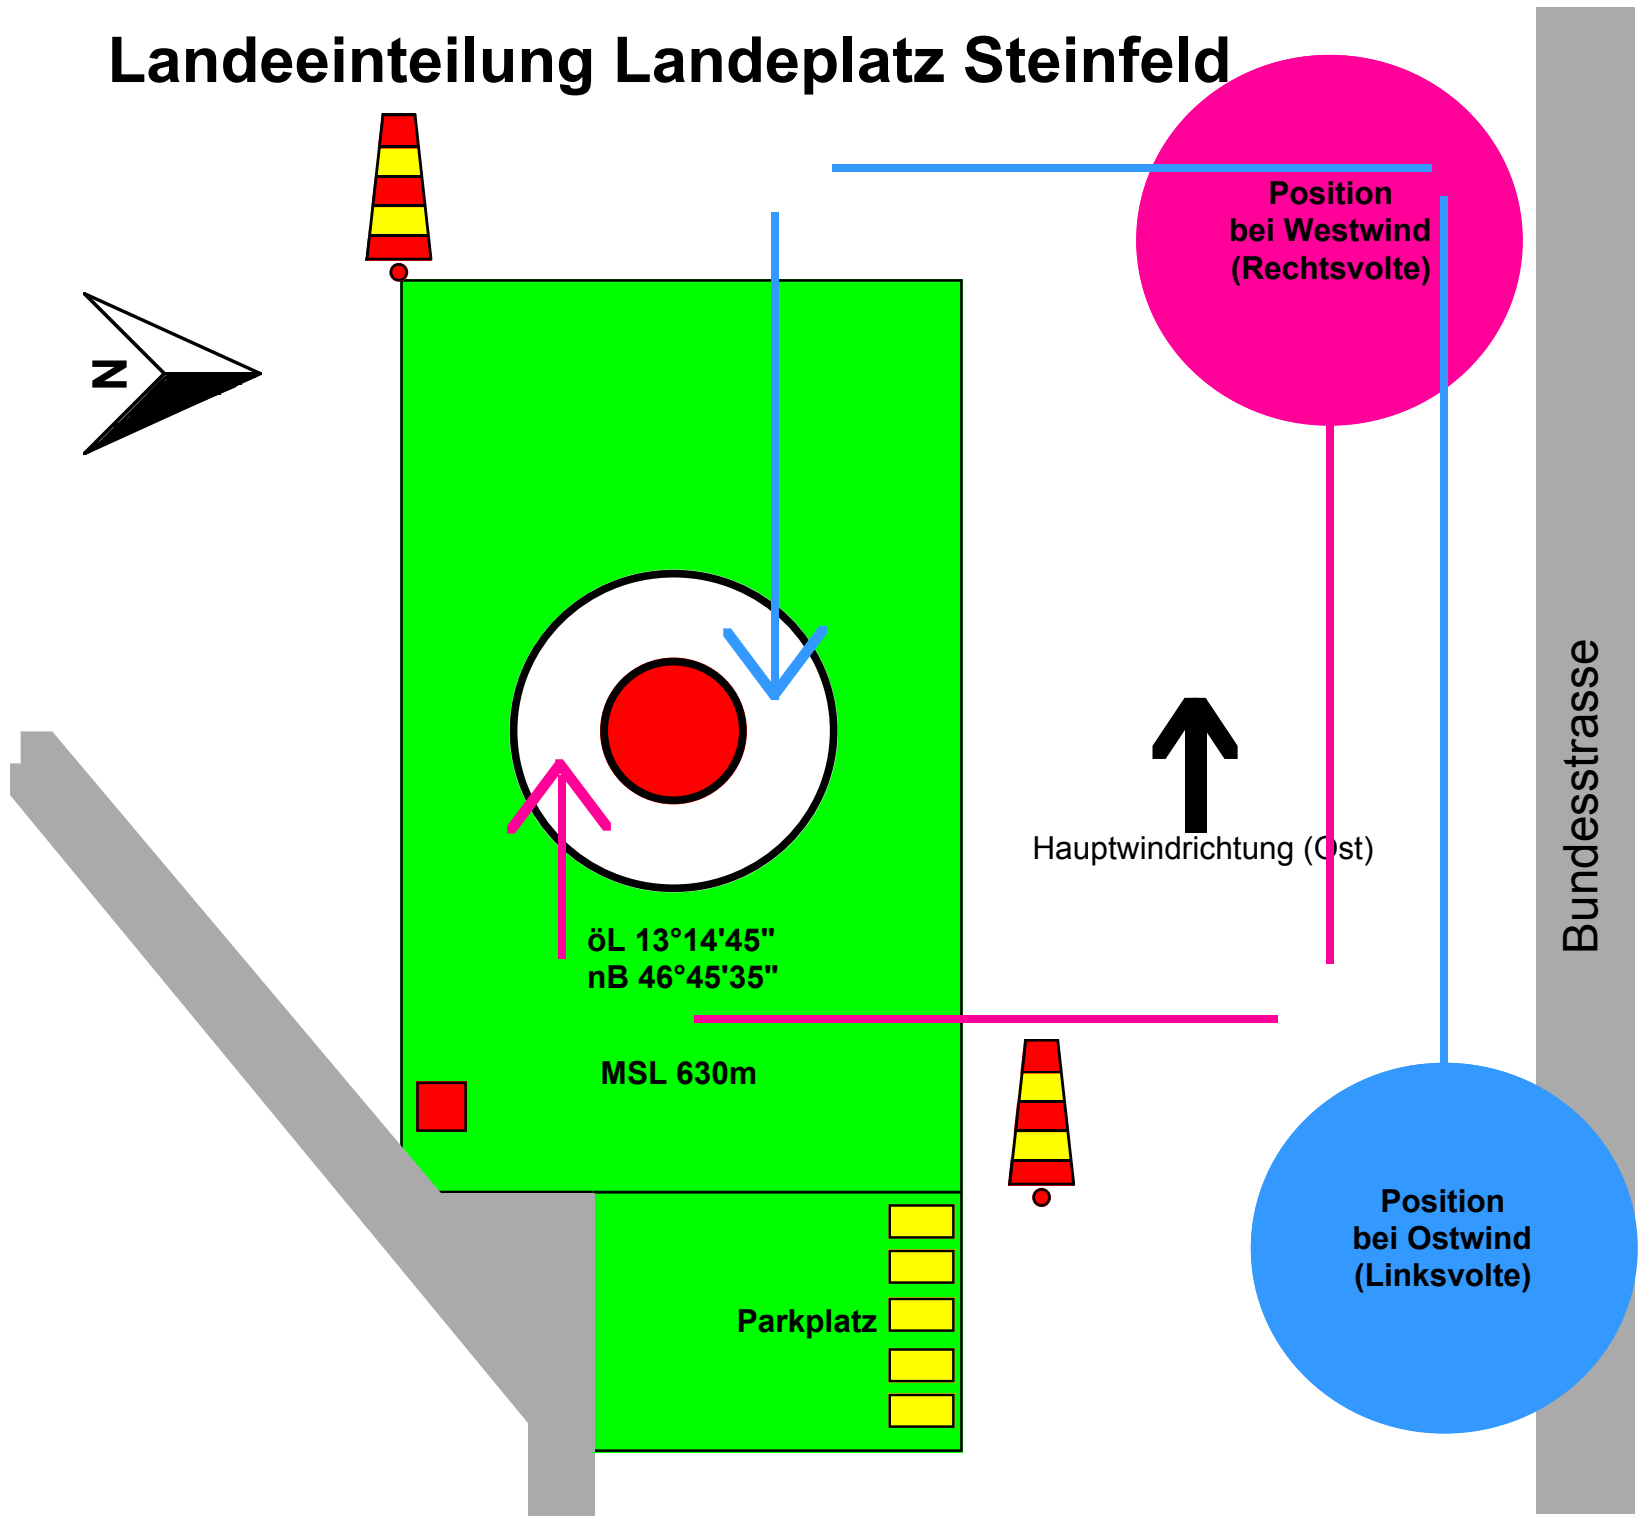 Landeeinteilung Landeplatz Steinfeld
Position
bei Westwind
(Rechtsvolte)
N
Hauptwindrichtung (Ost)
Bundesstrasse
öL 13°14'45"
nB 46°45'35"
MSL 630m
Position
bei Ostwind
(Linksvolte)
Parkplatz